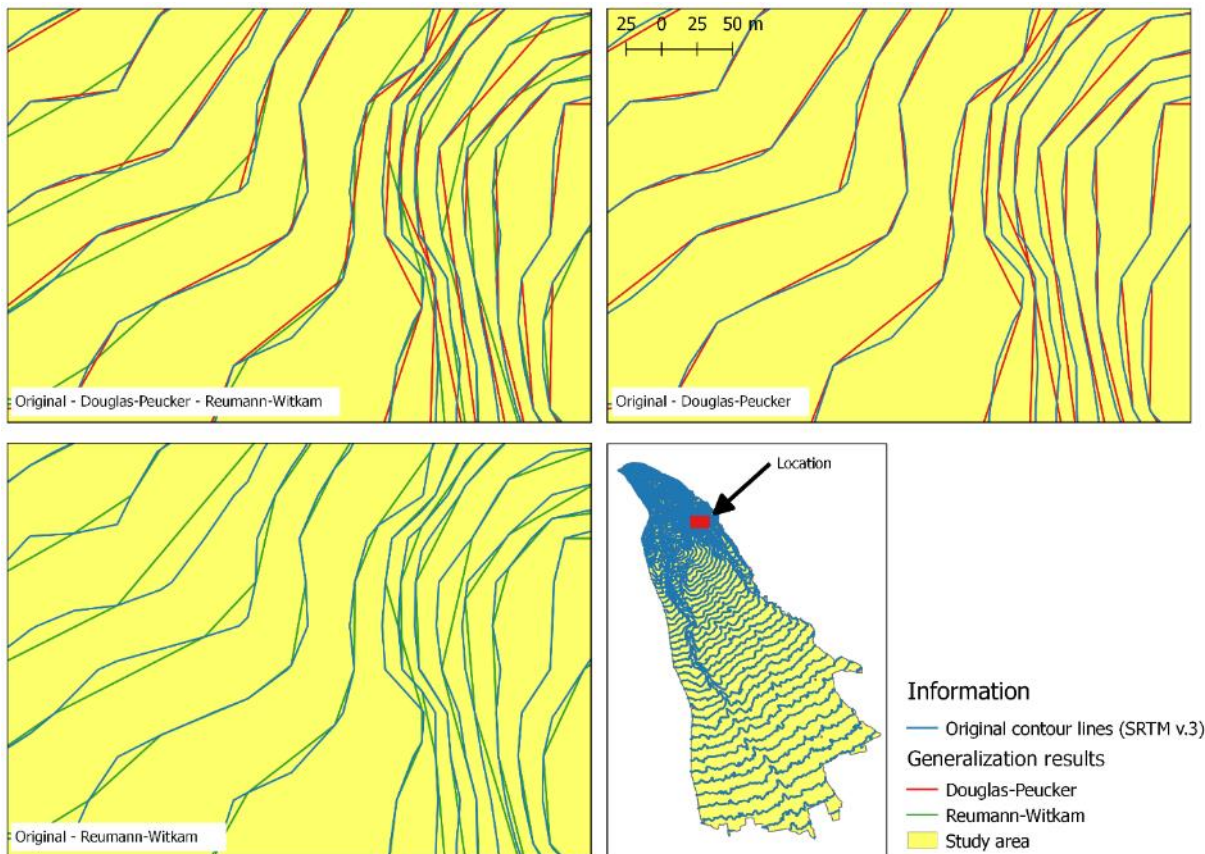 25 0 25 50 m
Original - Douglas-Peucker - Reumann-Witkam
Original - Douglas-Peucker
Original - Reumann-Witkam
Location
Information
Original contour lines (SRTM v.3)
Generalization results
Douglas-Peucker
Reumann-Witkam
Study area